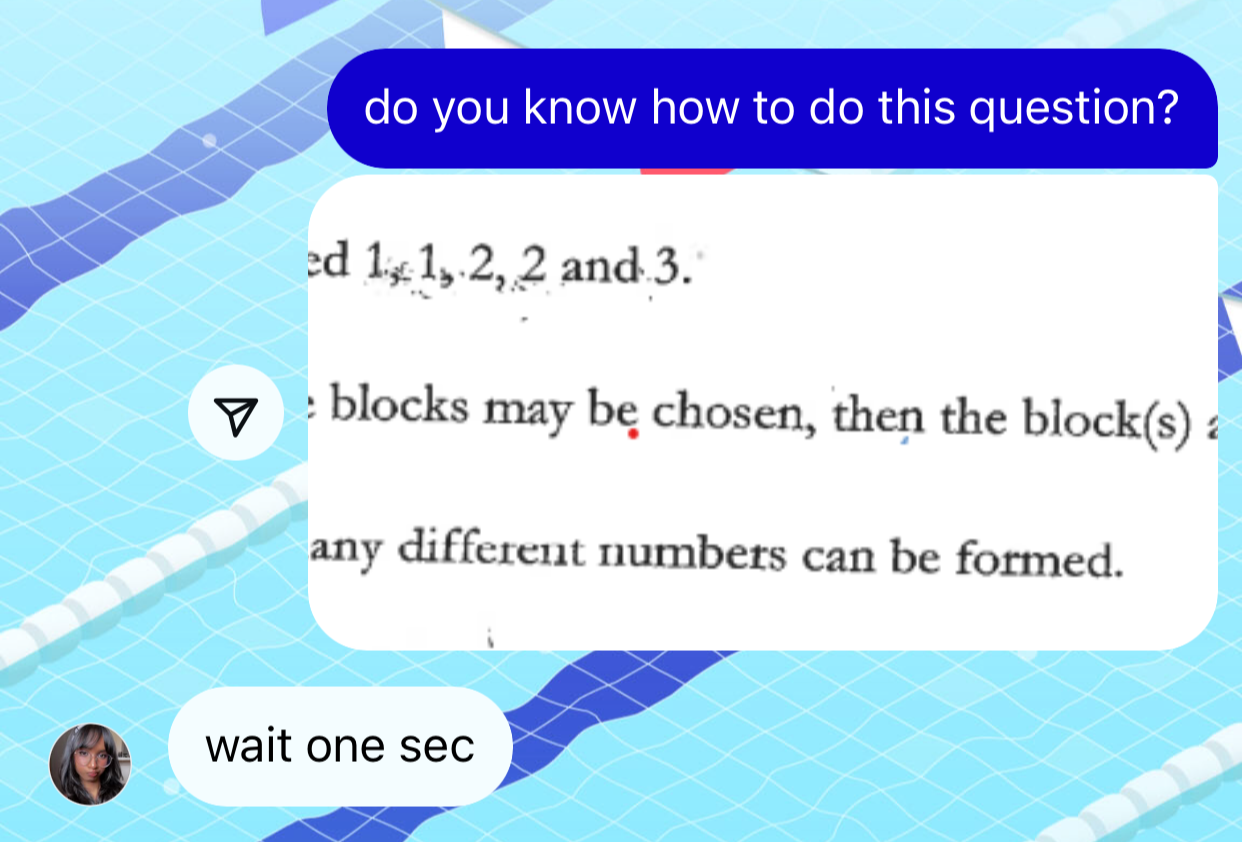 do you know how to do this question?
ed 1, 1, 2, 2 and 3.
blocks may be chosen, then the block(s)
any different numbers can be formed.
wait one sec